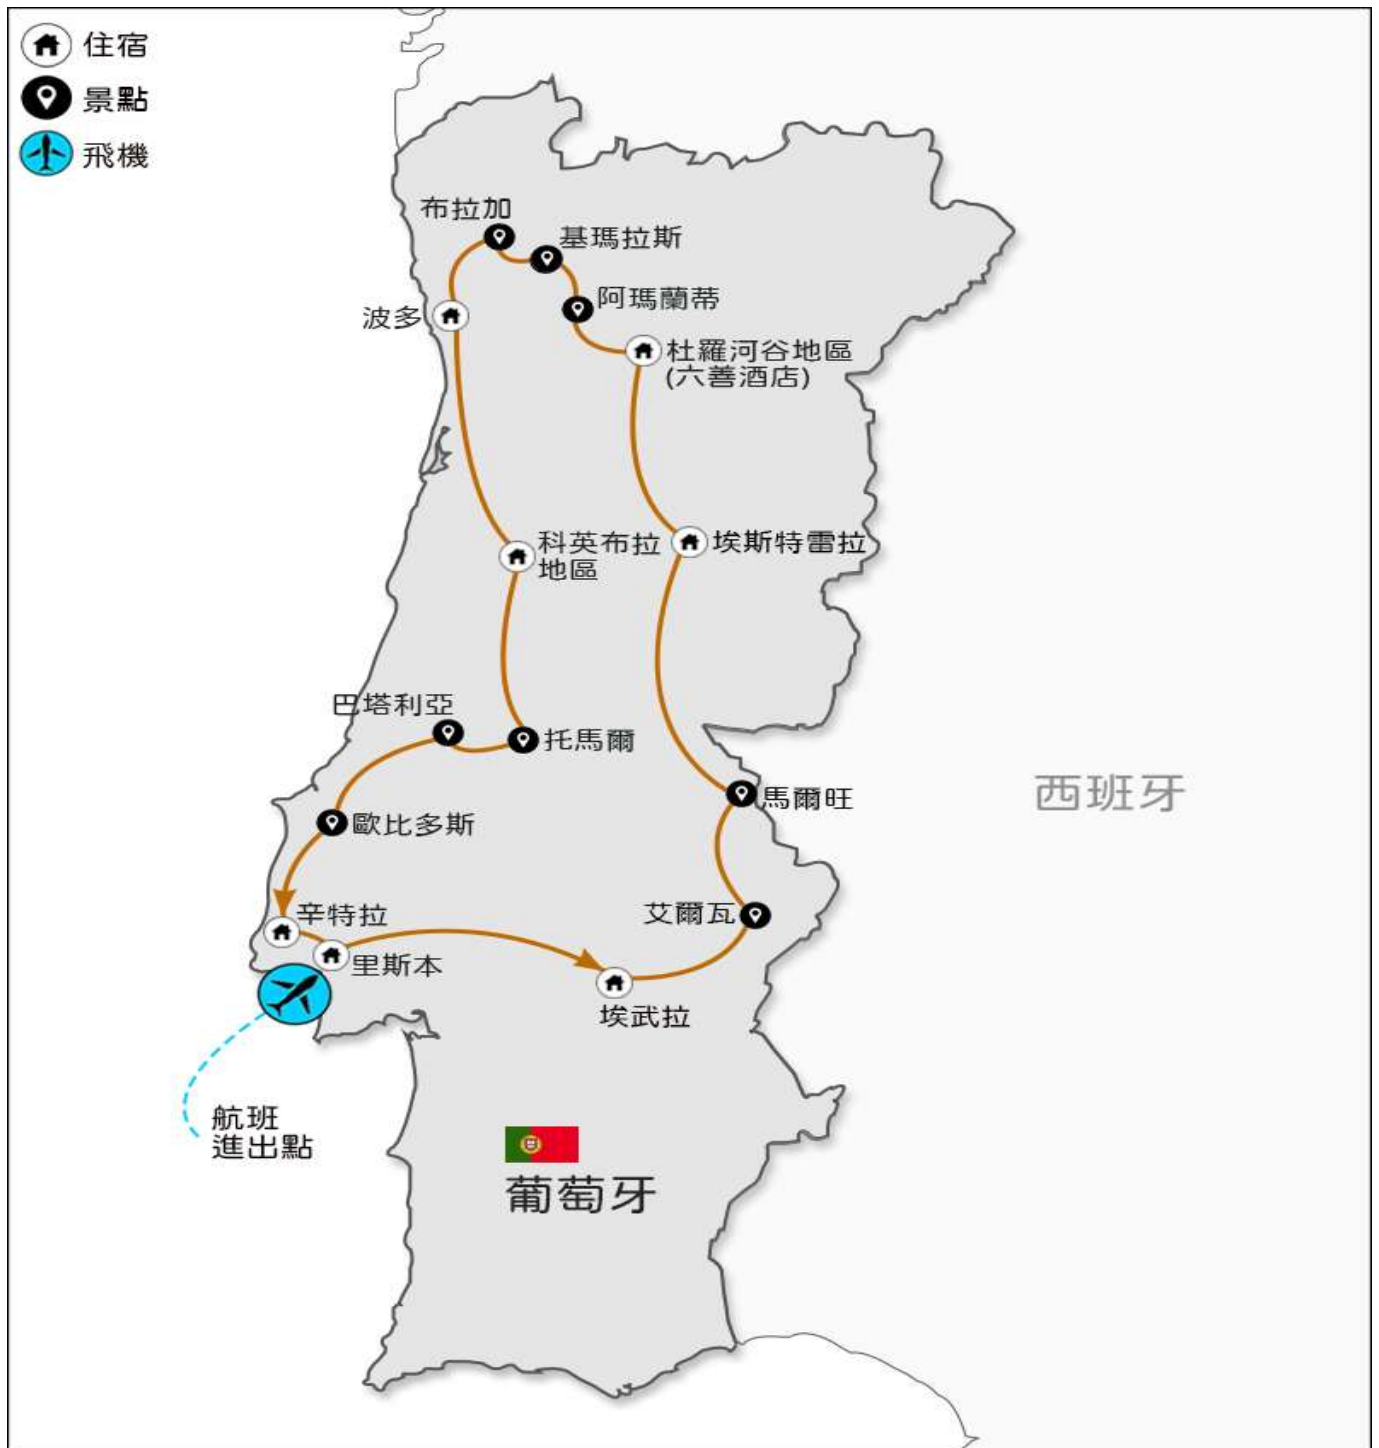 住宿
景點
飛機
布拉加
基瑪拉斯
阿瑪蘭蒂
波多
杜羅河谷地區
(六善酒店)
科英布拉
地區
埃斯特雷拉
巴塔利亞
托馬爾
西班牙
馬爾旺
歐比多斯
艾爾瓦
辛特拉
里斯本
埃武拉
航班
進出點
葡萄牙